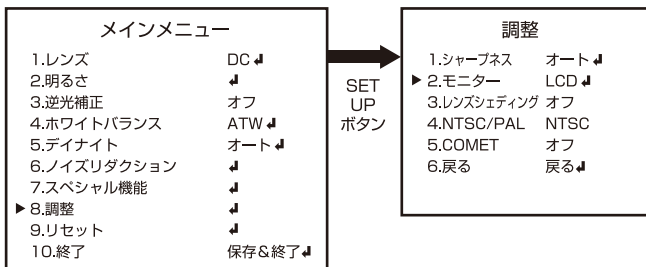 メインメニュー
1.レンズ DC↲
2.明るさ ↲
3.逆光補正 オフ
4.ホワイトバランス ATW↲
5.デイナイト オート↲
6.ノイズリダクション ↲
7.スペシャル機能 ↲
▶ 8.調整 ↲
9.リセット ↲
10.終了 保存&終了↲
SET
UP
ボタン
調整
1.シャープネス オート↲
▶ 2.モニター LCD↲
3.レンズシェディング オフ
4.NTSC/PAL NTSC
5.COMET オフ
6.戻る 戻る↲